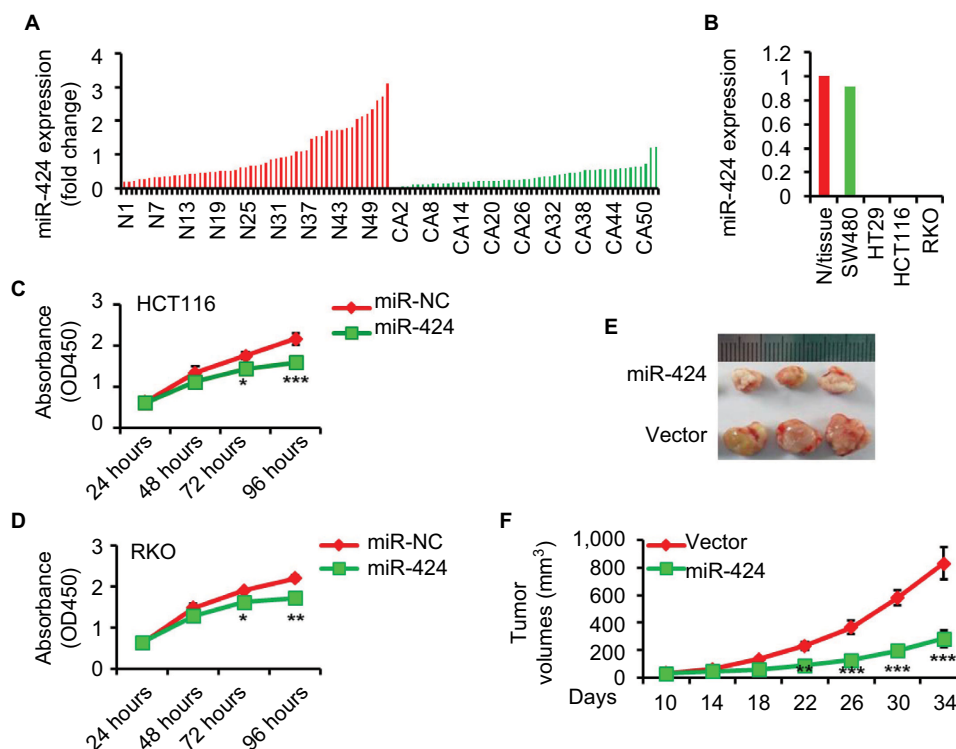 A
miR-424 expression
(fold change)
4
3
2
1
0
N1
N7
N13
N19
N25
N31
N37
N43
N49
CA2
CA8
CA14
CA20
CA26
CA32
CA38
CA44
CA50
B
miR-424 expression
1.2
1
0.8
0.6
0.4
0.2
0
N/tissue
SW480
HT29
HCT116
RKO
C
HCT116
miR-NC
miR-424
Absorbance
(OD450)
3
2
1
0
*
***
24 hours
48 hours
72 hours
96 hours
D
RKO
miR-NC
miR-424
Absorbance
(OD450)
3
2
1
0
*
**
24 hours
48 hours
72 hours
96 hours
E
miR-424
Vector
F
Vector
miR-424
Tumor
volumes (mm³)
1,000
800
600
400
200
0
**
***
***
***
Days
10
14
18
22
26
30
34